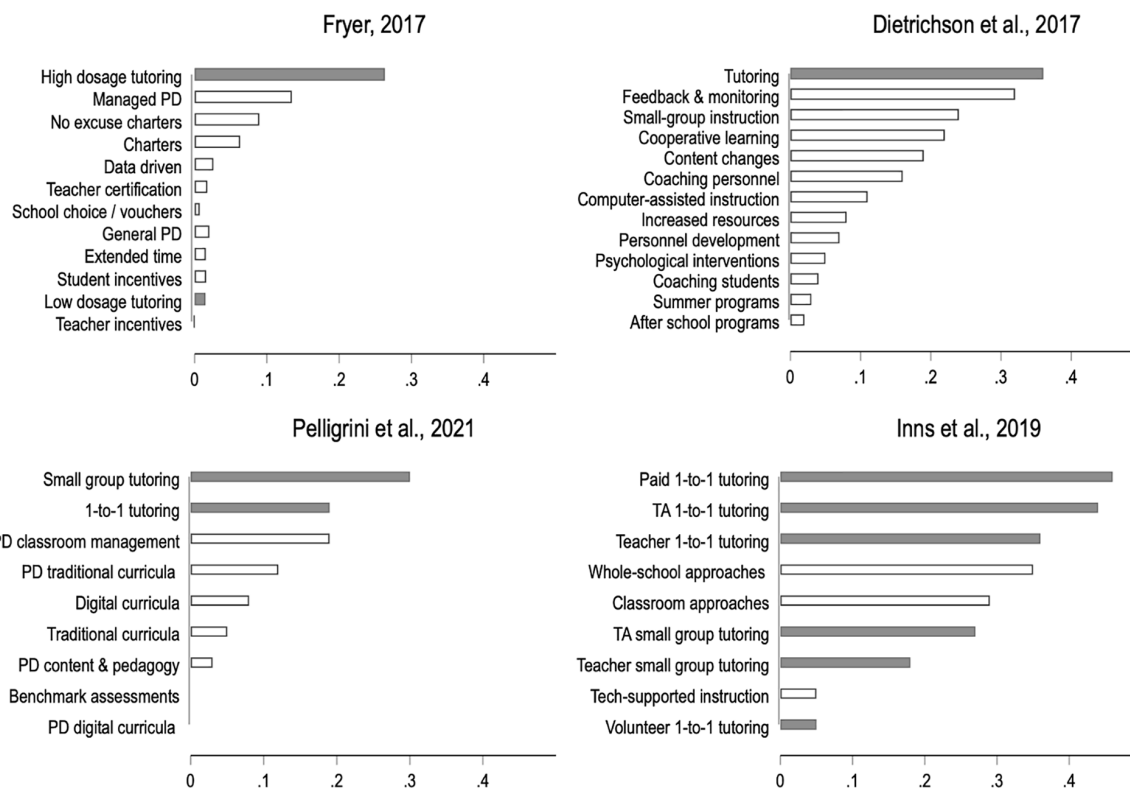 Fryer, 2017
High dosage tutoring
Managed PD
No excuse charters
Charters
Data driven
Teacher certification
School choice / vouchers
General PD
Extended time
Student incentives
Low dosage tutoring
Teacher incentives
0 .1 .2 .3 .4
Dietrichson et al., 2017
Tutoring
Feedback & monitoring
Small-group instruction
Cooperative learning
Content changes
Coaching personnel
Computer-assisted instruction
Increased resources
Personnel development
Psychological interventions
Coaching students
Summer programs
After school programs
0 .1 .2 .3 .4
Pelligrini et al., 2021
Small group tutoring
1-to-1 tutoring
PD classroom management
PD traditional curricula
Digital curricula
Traditional curricula
PD content & pedagogy
Benchmark assessments
PD digital curricula
0 .1 .2 .3 .4
Inns et al., 2019
Paid 1-to-1 tutoring
TA 1-to-1 tutoring
Teacher 1-to-1 tutoring
Whole-school approaches
Classroom approaches
TA small group tutoring
Teacher small group tutoring
Tech-supported instruction
Volunteer 1-to-1 tutoring
0 .1 .2 .3 .4